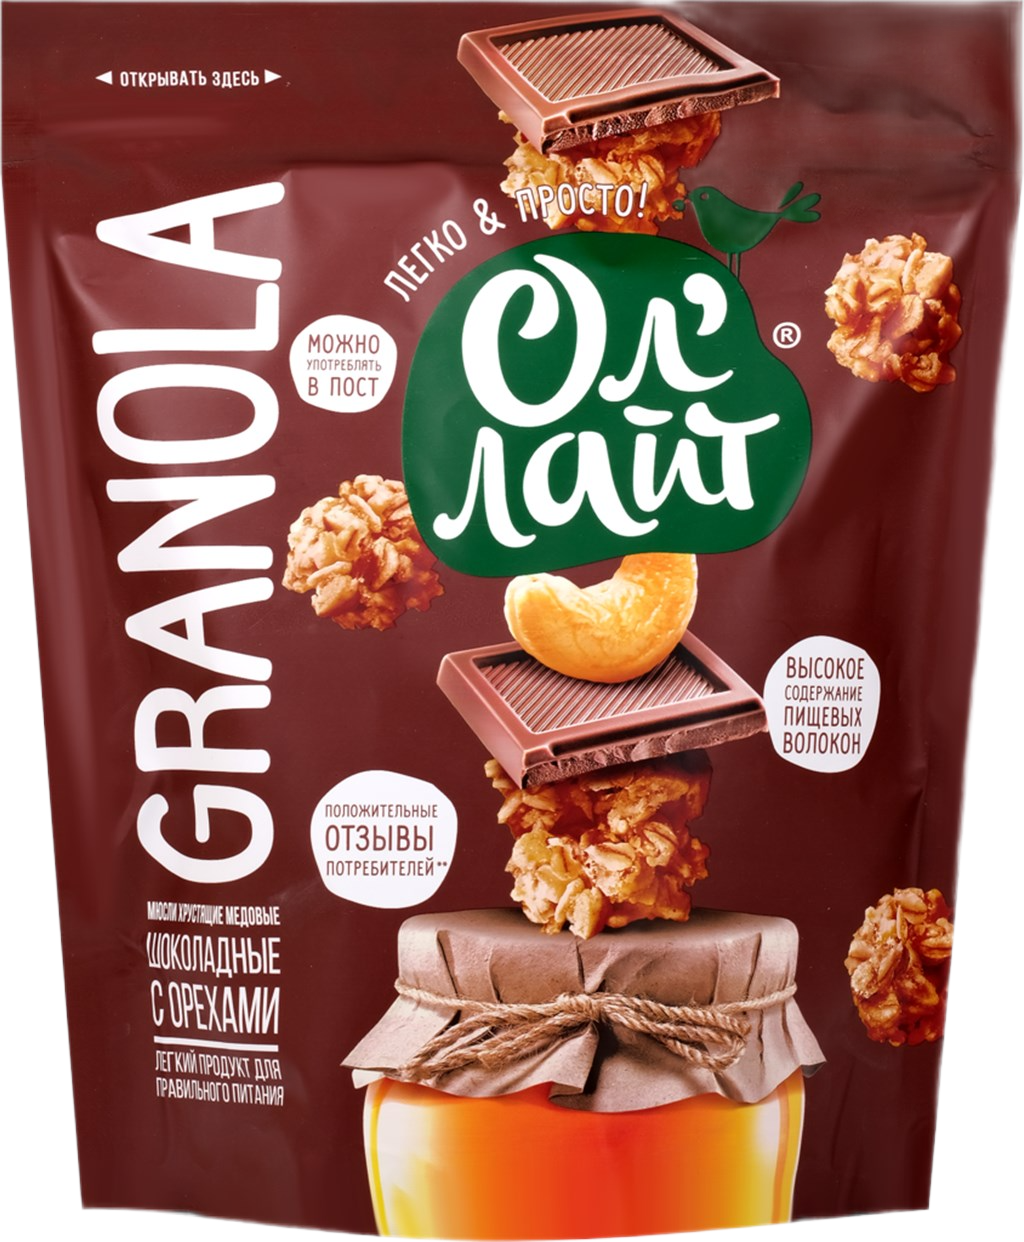 ОТКРЫВАТЬ ЗДЕСЬ
ЛЕГКО & ПРОСТО!
Ол'
лайт
®
GRANOLA
МОЖНО
УПОТРЕБЛЯТЬ
В ПОСТ
ВЫСОКОЕ
СОДЕРЖАНИЕ
ПИЩЕВЫХ
ВОЛОКОН
ПОЛОЖИТЕЛЬНЫЕ
ОТЗЫВЫ
ПОТРЕБИТЕЛЕЙ**
МЮСЛИ ХРУСТЯЩИЕ МЕДОВЫЕ
ШОКОЛАДНЫЕ
С ОРЕХАМИ
ЛЕГКИЙ ПРОДУКТ ДЛЯ
ПРАВИЛЬНОГО ПИТАНИЯ